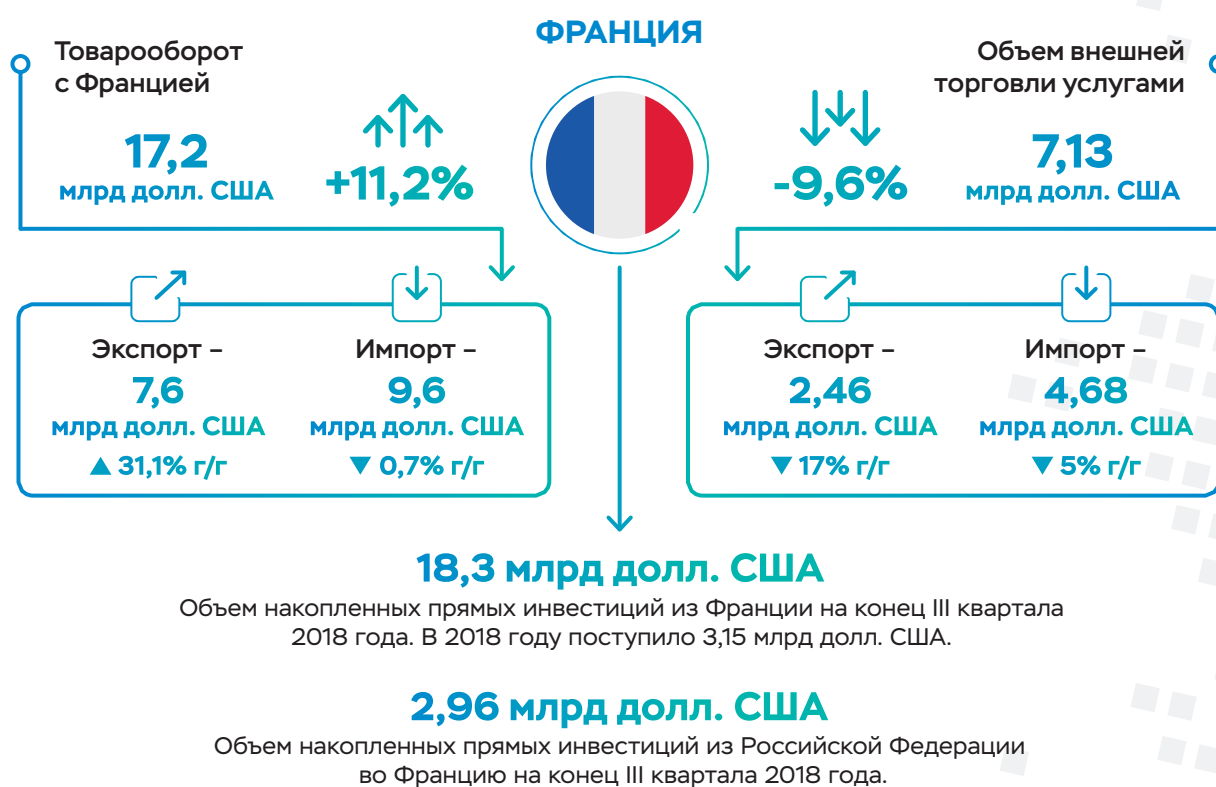 ФРАНЦИЯ
Товарооборот
с Францией
17,2
млрд долл. США
+11,2%
-9,6%
Объем внешней
торговли услугами
7,13
млрд долл. США
Экспорт –
7,6
млрд долл. США
▲ 31,1% г/г
Импорт –
9,6
млрд долл. США
▼ 0,7% г/г
Экспорт –
2,46
млрд долл. США
▼ 17% г/г
Импорт –
4,68
млрд долл. США
▼ 5% г/г
18,3 млрд долл. США
Объем накопленных прямых инвестиций из Франции на конец III квартала
2018 года. В 2018 году поступило 3,15 млрд долл. США.
2,96 млрд долл. США
Объем накопленных прямых инвестиций из Российской Федерации
во Францию на конец III квартала 2018 года.